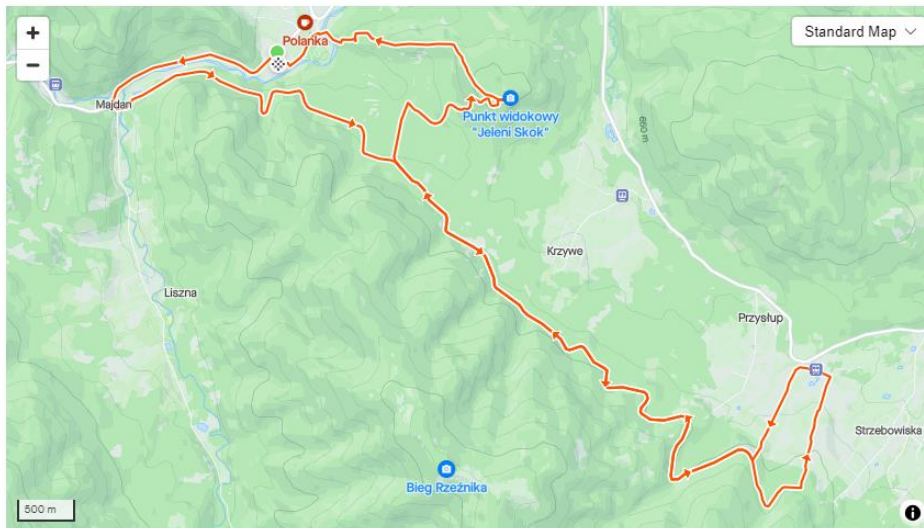 +
Standard Map
Polanka
−
Majdan
Punkt widokowy
"Jeleni Skok"
660 m
Krzywe
Liszna
Przysłup
Strzebowiska
Bieg Rzeźnika
500 m
i